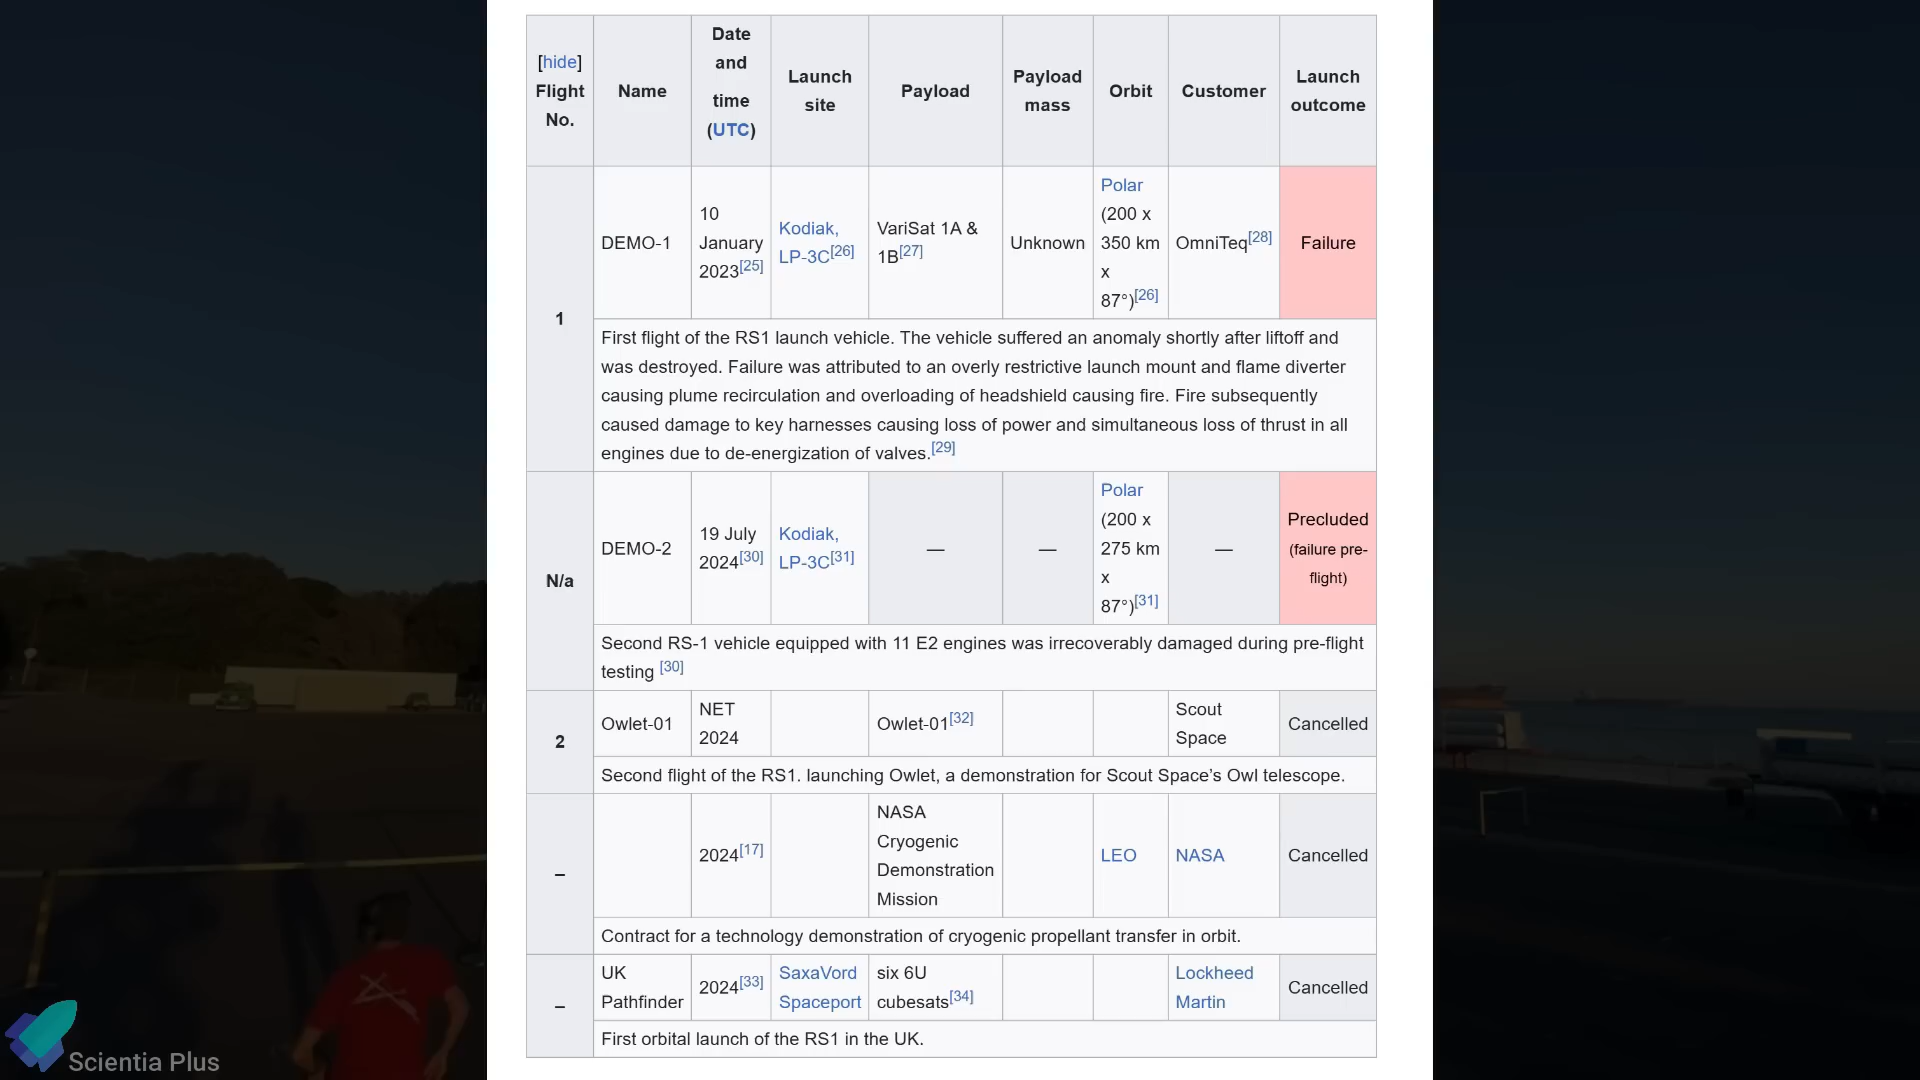 [hide]
Flight
No.
Name
Date
and
time
(UTC)
Launch
site
Payload
Payload
mass
Orbit
Customer
Launch
outcome
1
DEMO-1
10
January
2023[25]
Kodiak,
LP-3C[26]
VariSat 1A &
1B[27]
Unknown
Polar
(200 x
350 km
x
87°)[26]
OmniTeq[28]
Failure
First flight of the RS1 launch vehicle. The vehicle suffered an anomaly shortly after liftoff and
was destroyed. Failure was attributed to an overly restrictive launch mount and flame diverter
causing plume recirculation and overloading of headshield causing fire. Fire subsequently
caused damage to key harnesses causing loss of power and simultaneous loss of thrust in all
engines due to de-energization of valves.[29]
N/a
DEMO-2
19 July
2024[30]
Kodiak,
LP-3C[31]
—
—
Polar
(200 x
275 km
x
87°)[31]
—
Precluded
(failure pre-
flight)
Second RS-1 vehicle equipped with 11 E2 engines was irrecoverably damaged during pre-flight
testing [30]
2
Owlet-01
NET
2024
Owlet-01[32]
Scout
Space
Cancelled
Second flight of the RS1. launching Owlet, a demonstration for Scout Space's Owl telescope.
–
2024[17]
NASA
Cryogenic
Demonstration
Mission
LEO
NASA
Cancelled
Contract for a technology demonstration of cryogenic propellant transfer in orbit.
–
UK
Pathfinder
2024[33]
SaxaVord
Spaceport
six 6U
cubesats[34]
Lockheed
Martin
Cancelled
First orbital launch of the RS1 in the UK.
Scientia Plus